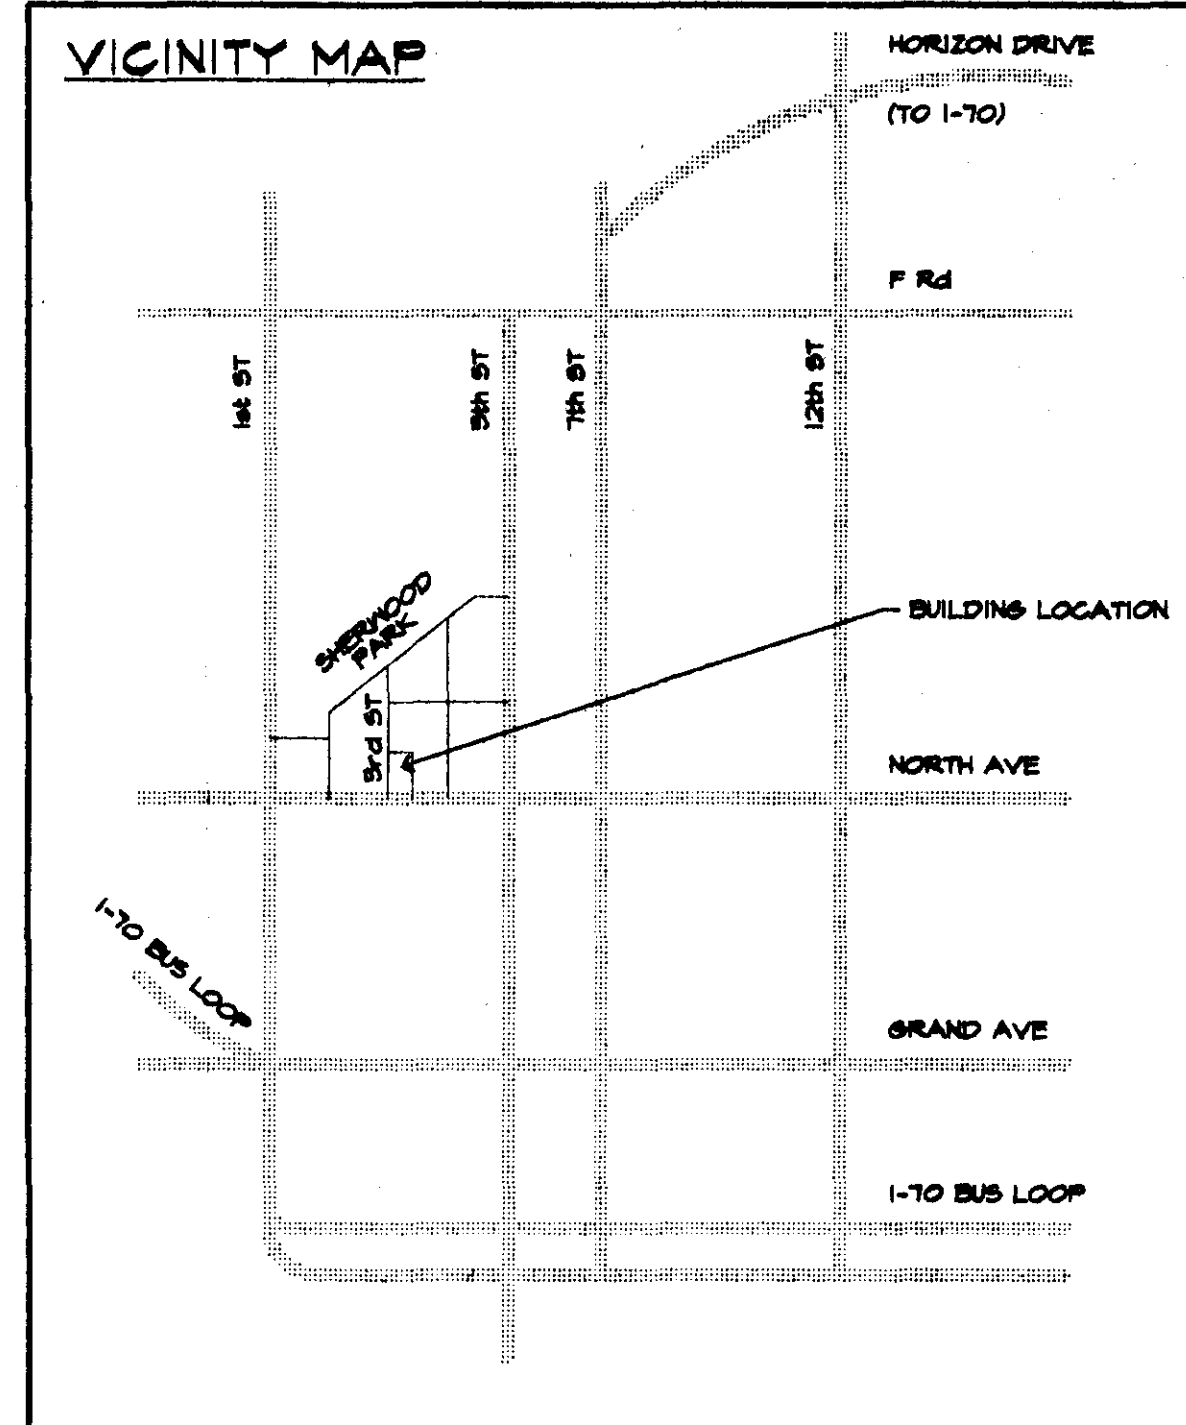 VICINITY MAP
HORIZON DRIVE
(TO I-70)
F Rd
1st ST
5th ST
7th ST
12th ST
SHERWOOD
PARK
BUILDING LOCATION
3rd ST
NORTH AVE
I-70 BUS LOOP
GRAND AVE
I-70 BUS LOOP